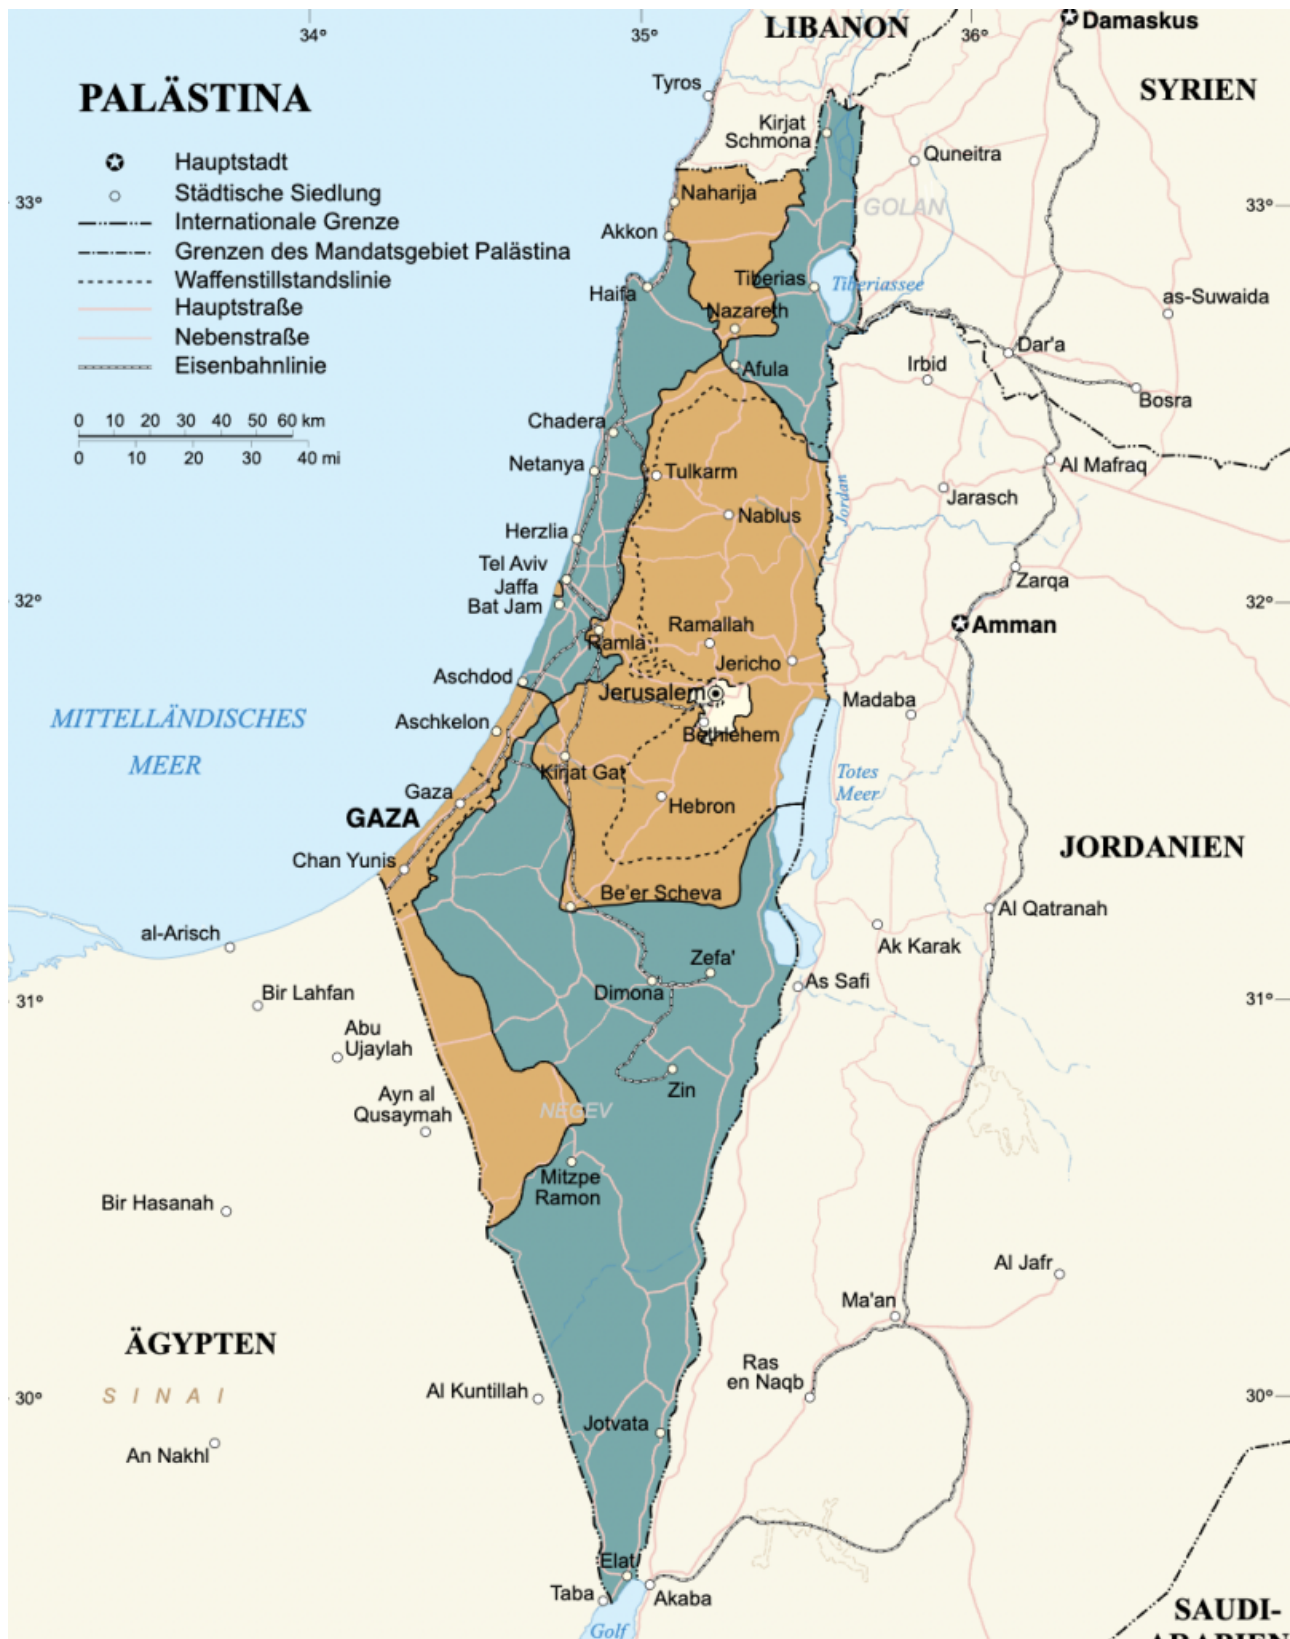 34°
35°
36°
LIBANON
Damaskus
SYRIEN
PALÄSTINA
Hauptstadt
Städtische Siedlung
Internationale Grenze
Grenzen des Mandatsgebiet Palästina
Waffenstillstandslinie
Hauptstraße
Nebenstraße
Eisenbahnlinie
0 10 20 30 40 50 60 km
0 10 20 30 40 mi
Tyros
Kirjat
Schmona
Quneitra
33°
Naharija
GOLAN
33°
Akkon
Tiberias
Tiberiassee
Haifa
as-Suwaida
Nazareth
Dar'a
Afula
Irbid
Bosra
Chadera
Netanya
Tulkarm
Al Mafraq
Jordan
Jarasch
Nablus
Herzlia
Tel Aviv
Jaffa
Bat Jam
Zarqa
32°
32°
Ramallah
Amman
Ramla
Jericho
Aschdod
Jerusalem
Madaba
MITTELLÄNDISCHES
MEER
Aschkelon
Bethlehem
Kirjat Gat
Totes
Meer
Gaza
Hebron
GAZA
JORDANIEN
Chan Yunis
Be'er Scheva
Al Qatranah
al-Arisch
Ak Karak
Zefa'
As Safi
Dimona
31°
Bir Lahfan
31°
Abu
Ujaylah
Zin
Ayn al
Qusaymah
NEGEV
Mitzpe
Ramon
Bir Hasanah
Al Jafr
Ma'an
ÄGYPTEN
Ras
en Naqb
SINAI
Al Kuntillah
30°
30°
Jotvata
An Nakhl
Elat
Taba
Akaba
Golf
SAUDI-
ARABIEN